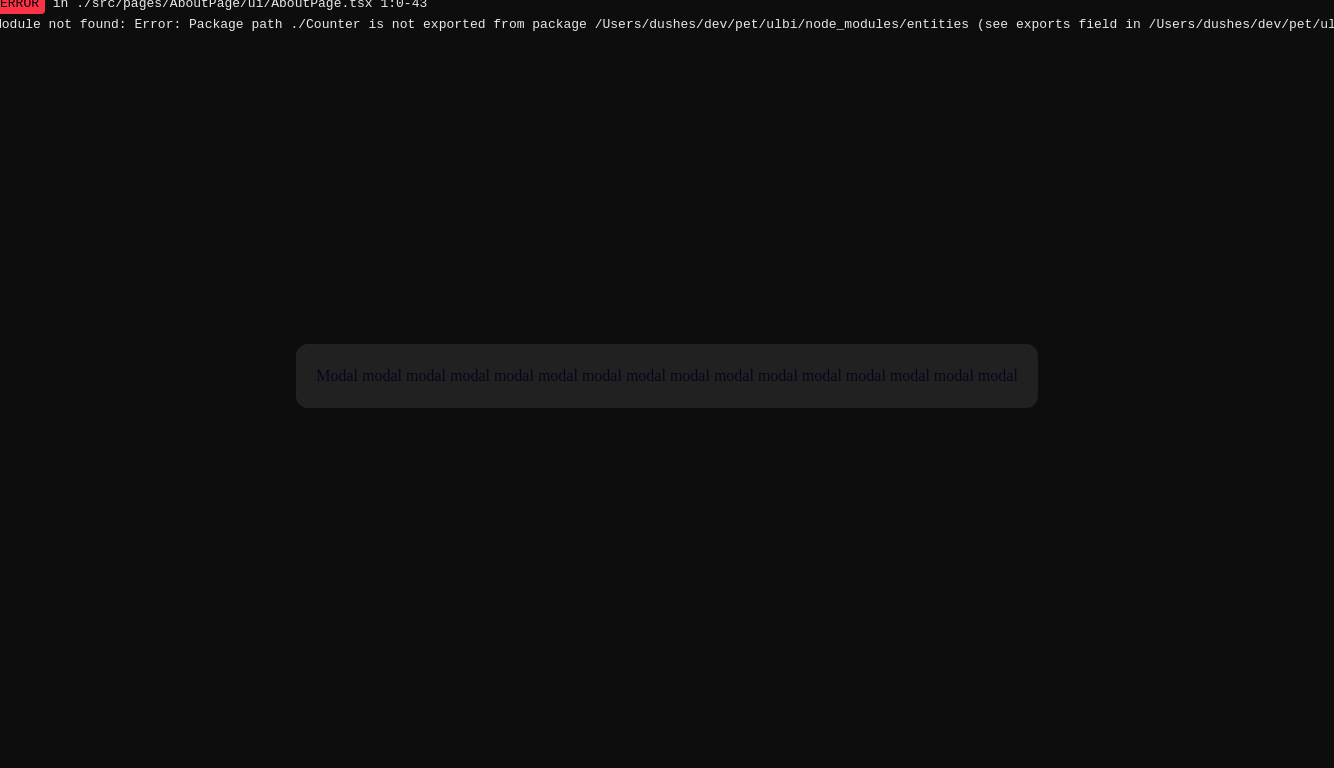 ERROR in ./src/pages/AboutPage/ui/AboutPage.tsx 1:0-43
Module not found: Error: Package path ./Counter is not exported from package /Users/dushes/dev/pet/ulbi/node_modules/entities (see exports field in /Users/dushes/dev/pet/ul
Modal modal modal modal modal modal modal modal modal modal modal modal modal modal modal modal